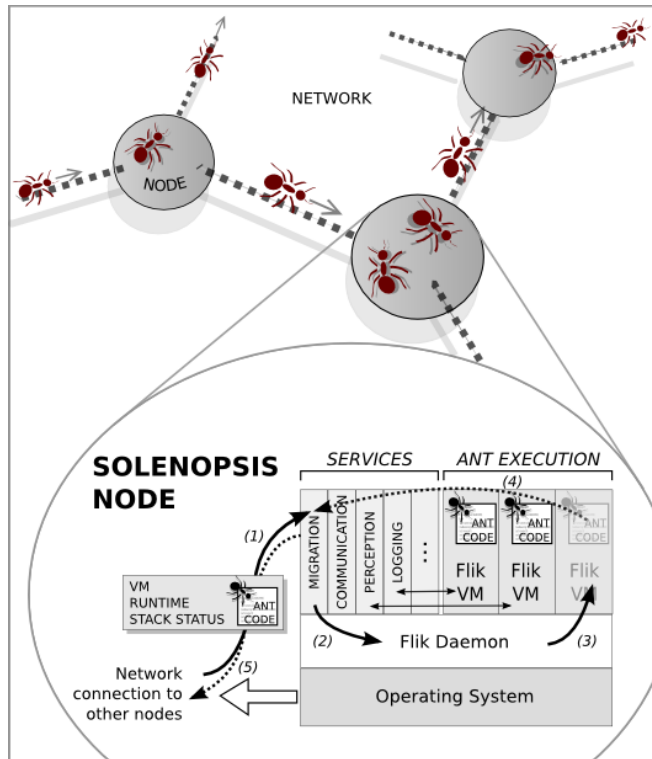 NETWORK
NODE
SOLENOPSIS
NODE
SERVICES
ANT EXECUTION
(4)
(1)
MIGRATION
COMMUNICATION
PERCEPTION
LOGGING
...
ANT
CODE
ANT
CODE
ANT
CODE
Flik
VM
Flik
VM
Flik
VM
VM
RUNTIME
STACK STATUS
ANT
CODE
(2)
Flik Daemon
(3)
(5)
Network
connection to
other nodes
Operating System